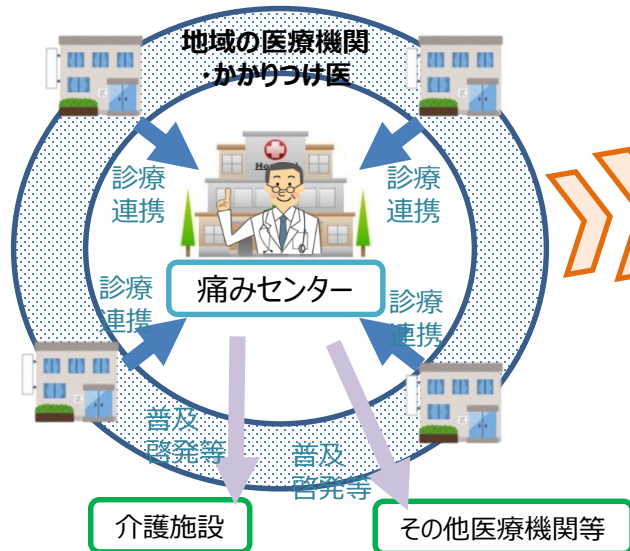 地域の医療機関
・かかりつけ医
診療
連携
診療
連携
痛みセンター
診療
連携
診療
連携
普及
啓発等
普及
啓発等
介護施設
その他医療機関等